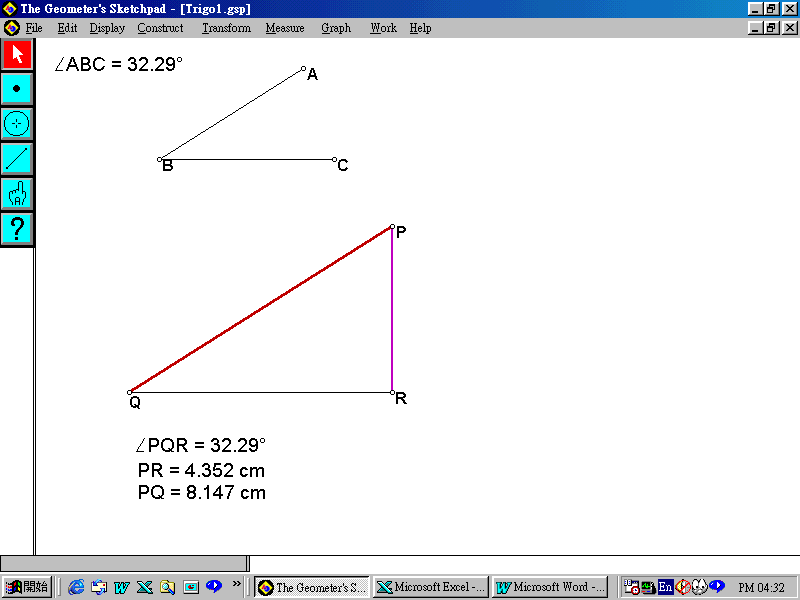 The Geometer's Sketchpad - [Trigo1.gsp]
File Edit Display Construct Transform Measure Graph Work Help
∠ABC = 32.29°
A
B
C
P
Q
R
∠PQR = 32.29°
PR = 4.352 cm
PQ = 8.147 cm
開始 » The Geometer's S... Microsoft Excel -... Microsoft Word -... En PM 04:32